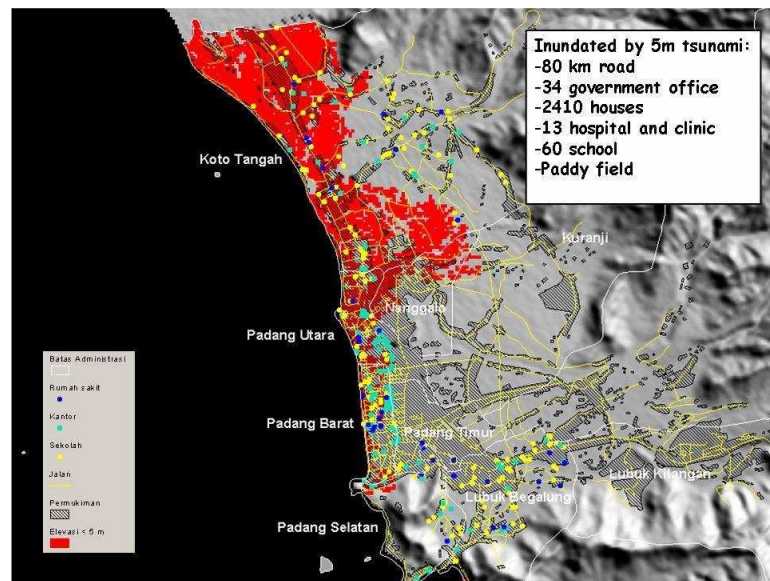 Inundated by 5m tsunami:
-80 km road
-34 government office
-2410 houses
-13 hospital and clinic
-60 school
-Paddy field
Koto Tangah
Kuranji
Nanggalo
Padang Utara
Padang Barat
Padang Timur
Lubuk Kilangan
Lubuk Begalung
Padang Selatan
Batas Administrasi
Rumah sakit
Kantor
Sekolah
Jalan
Permukiman
Elevasi < 5 m